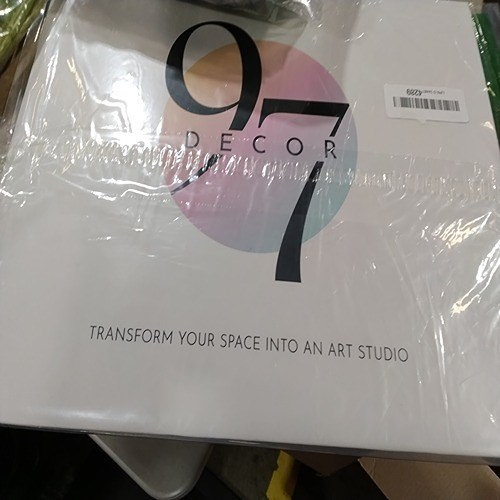 97
DECOR
TRANSFORM YOUR SPACE INTO AN ART STUDIO